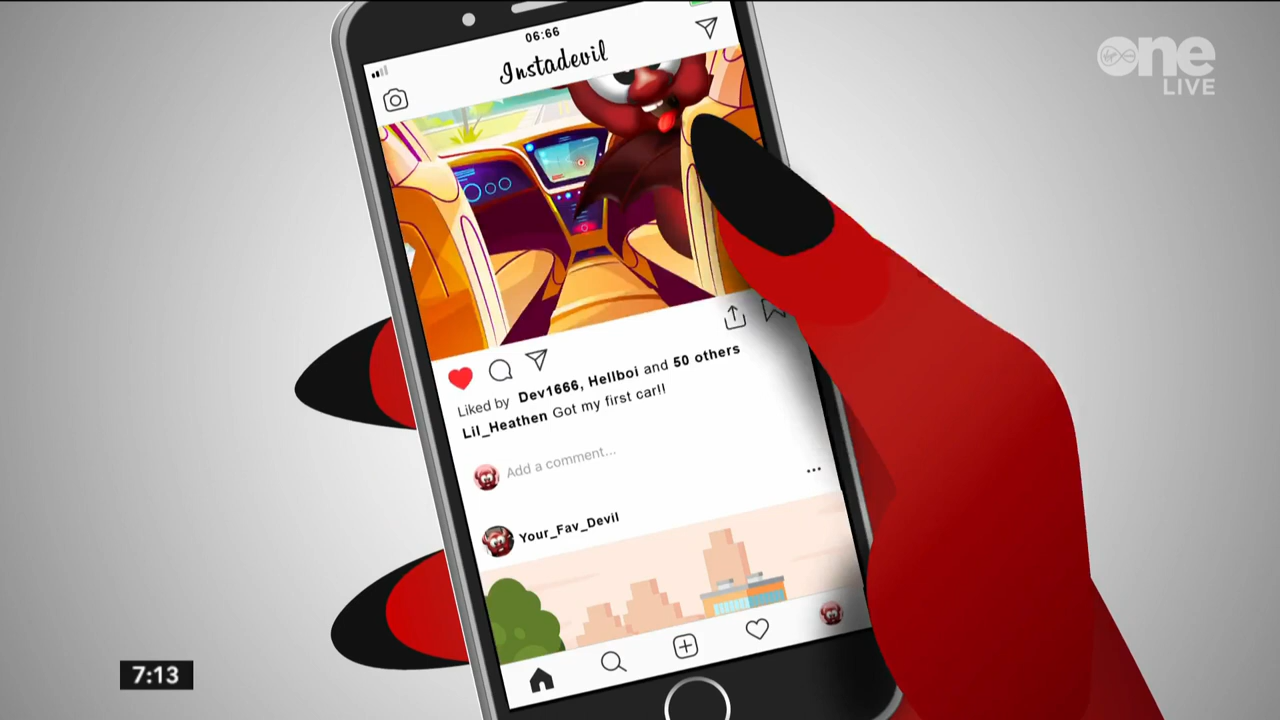 06:66
Instadevil
one
LIVE
Liked by Dev1666, Hellboi and 50 others
Lil_Heathen Got my first car!!
Add a comment...
Your_Fav_Devil
7:13